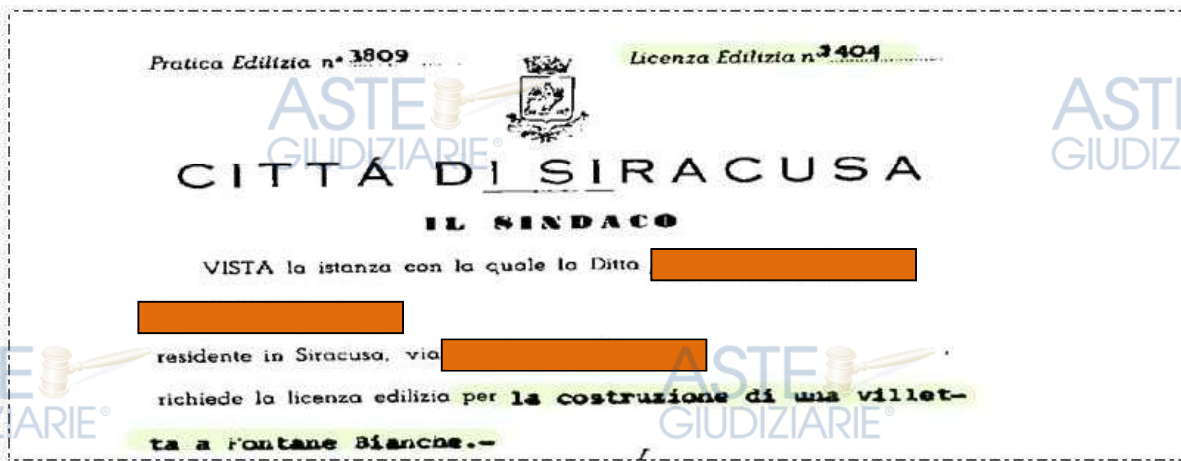 Pratica Edilizia n° 3809
Licenza Edilizia n° 3404
CITTÁ DI SIRACUSA
IL SINDACO
VISTA la istanza con la quale la Ditta
residente in Siracusa, via
richiede la licenza edilizia per la costruzione di una villet-
ta a Fontane Bianche.-
ASTE
GIUDIZIARIE®
ASTE
GIUDIZ
E
ZIARIE®
ASTE
GIUDIZIARIE®